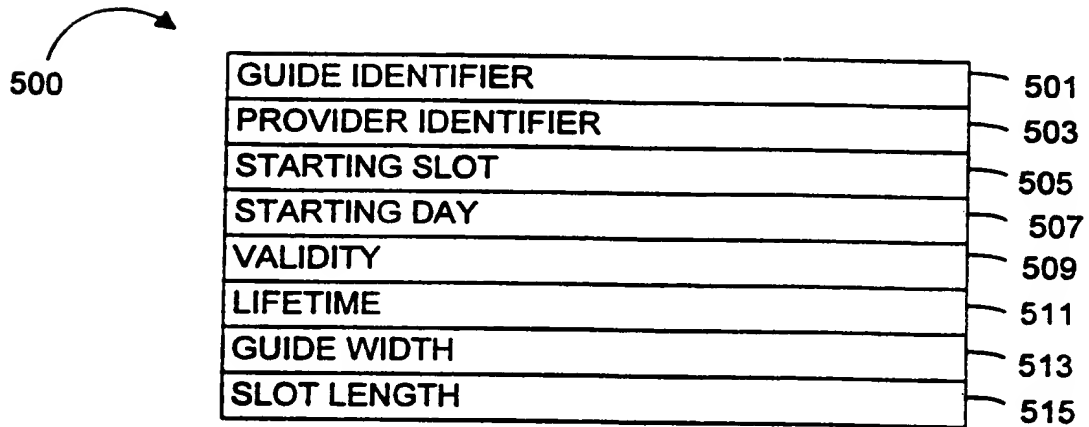 500
GUIDE IDENTIFIER 501
PROVIDER IDENTIFIER 503
STARTING SLOT 505
STARTING DAY 507
VALIDITY 509
LIFETIME 511
GUIDE WIDTH 513
SLOT LENGTH 515